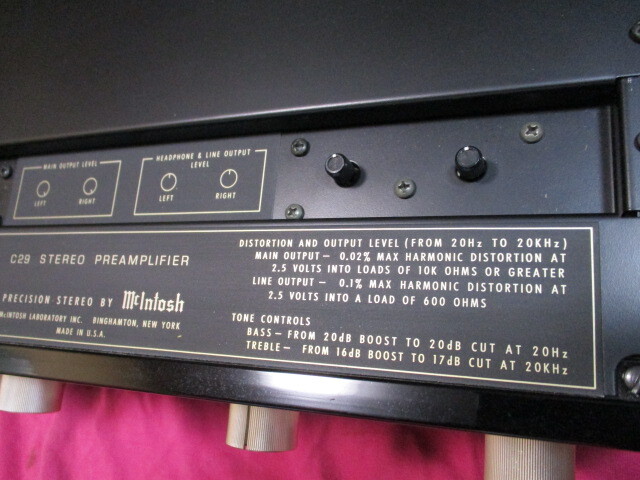 MAIN OUTPUT LEVEL
LEFT
RIGHT
HEADPHONE & LINE OUTPUT
LEVEL
LEFT
RIGHT
C29 STEREO PREAMPLIFIER
PRECISION STEREO BY McIntosh
McINTOSH LABORATORY INC. BINGHAMTON, NEW YORK
MADE IN U.S.A.
DISTORTION AND OUTPUT LEVEL (FROM 20Hz TO 20KHz)
MAIN OUTPUT — 0.02% MAX HARMONIC DISTORTION AT
2.5 VOLTS INTO LOADS OF 10K OHMS OR GREATER
LINE OUTPUT — 0.1% MAX HARMONIC DISTORTION AT
2.5 VOLTS INTO A LOAD OF 600 OHMS
TONE CONTROLS
BASS — FROM 20dB BOOST TO 20dB CUT AT 20Hz
TREBLE — FROM 16dB BOOST TO 17dB CUT AT 20KHz